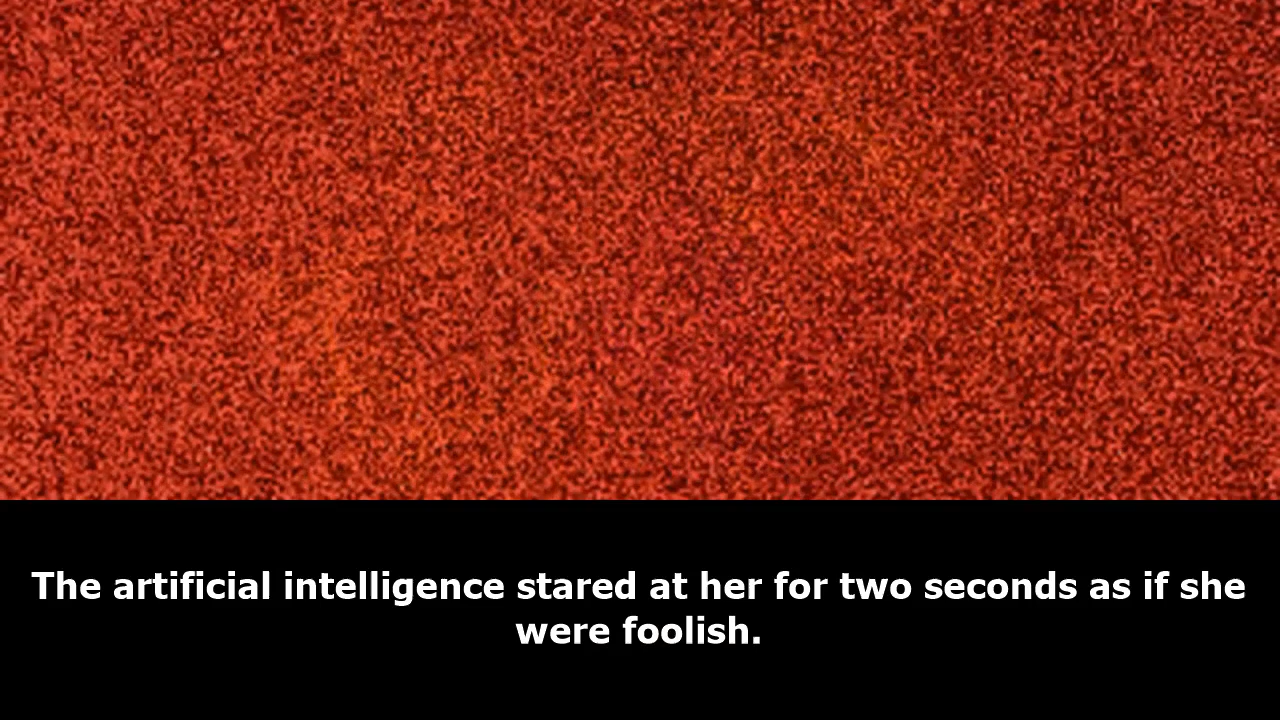 The artificial intelligence stared at her for two seconds as if she
were foolish.